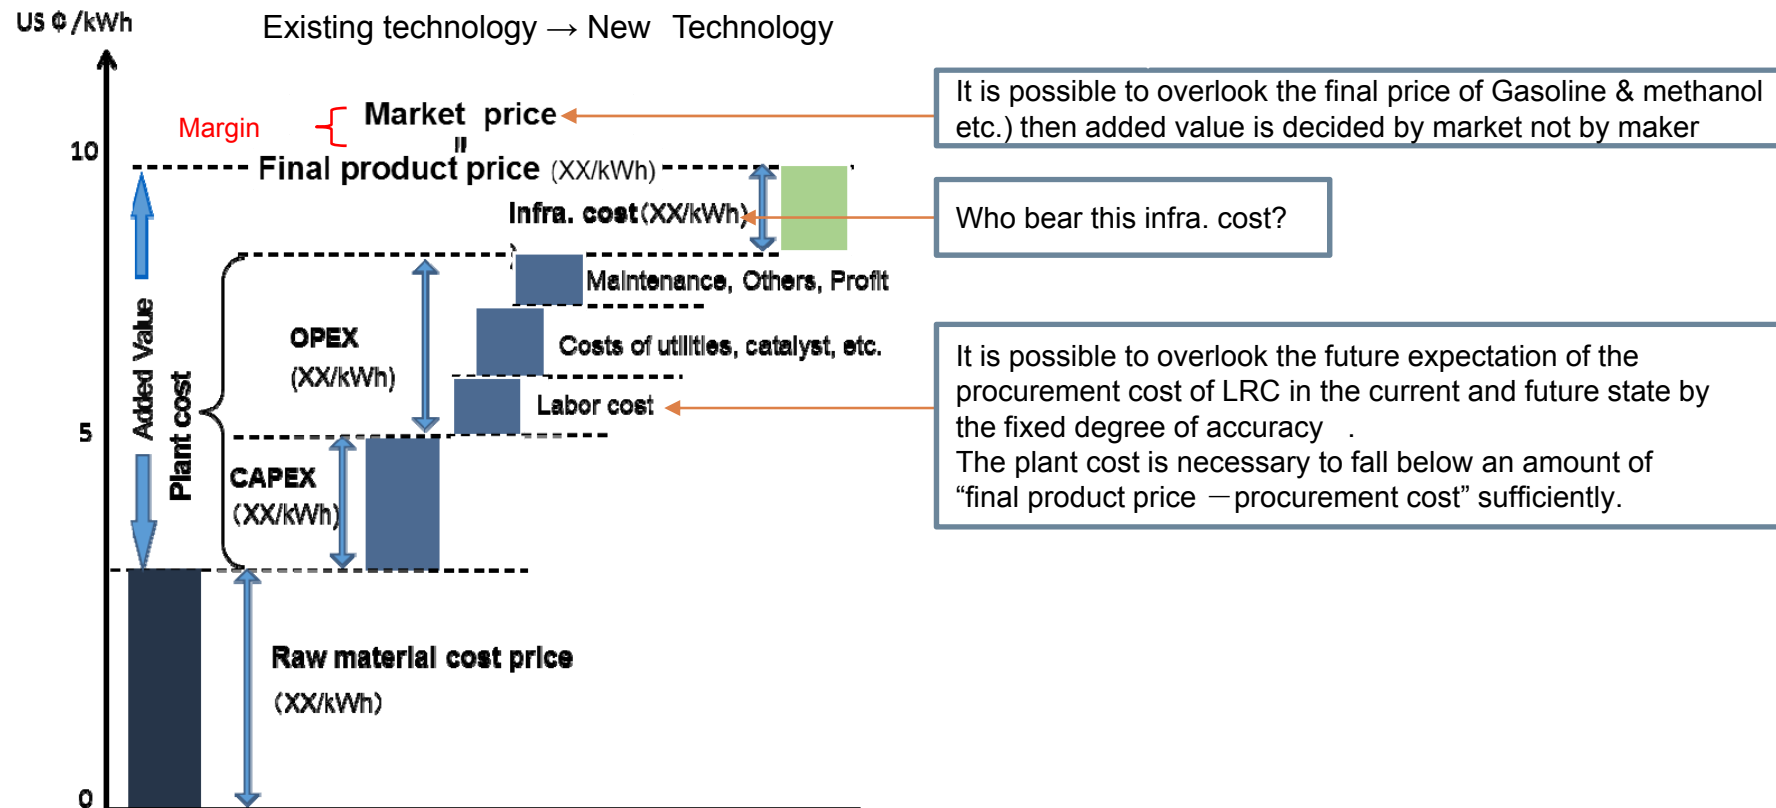 US ¢/kWh
Existing technology → New Technology
10
5
0
Margin
Market price
=
Final product price (XX/kWh)
Infra. cost(XX/kWh)
Maintenance, Others, Profit
OPEX
(XX/kWh)
Costs of utilities, catalyst, etc.
Labor cost
Added Value
Plant cost
CAPEX
(XX/kWh)
Raw material cost price
(XX/kWh)
It is possible to overlook the final price of Gasoline & methanol
etc.) then added value is decided by market not by maker
Who bear this infra. cost?
It is possible to overlook the future expectation of the
procurement cost of LRC in the current and future state by
the fixed degree of accuracy .
The plant cost is necessary to fall below an amount of
“final product price －procurement cost” sufficiently.